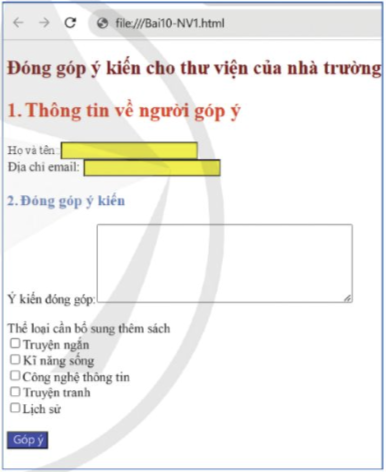 file:///Bai10-NV1.html
Đóng góp ý kiến cho thư viện của nhà trường
1. Thông tin về người góp ý
Họ và tên:
Địa chỉ email:
2. Đóng góp ý kiến
Ý kiến đóng góp:
Thể loại cần bổ sung thêm sách
Truyện ngắn
Kĩ năng sống
Công nghệ thông tin
Truyện tranh
Lịch sử
Góp ý